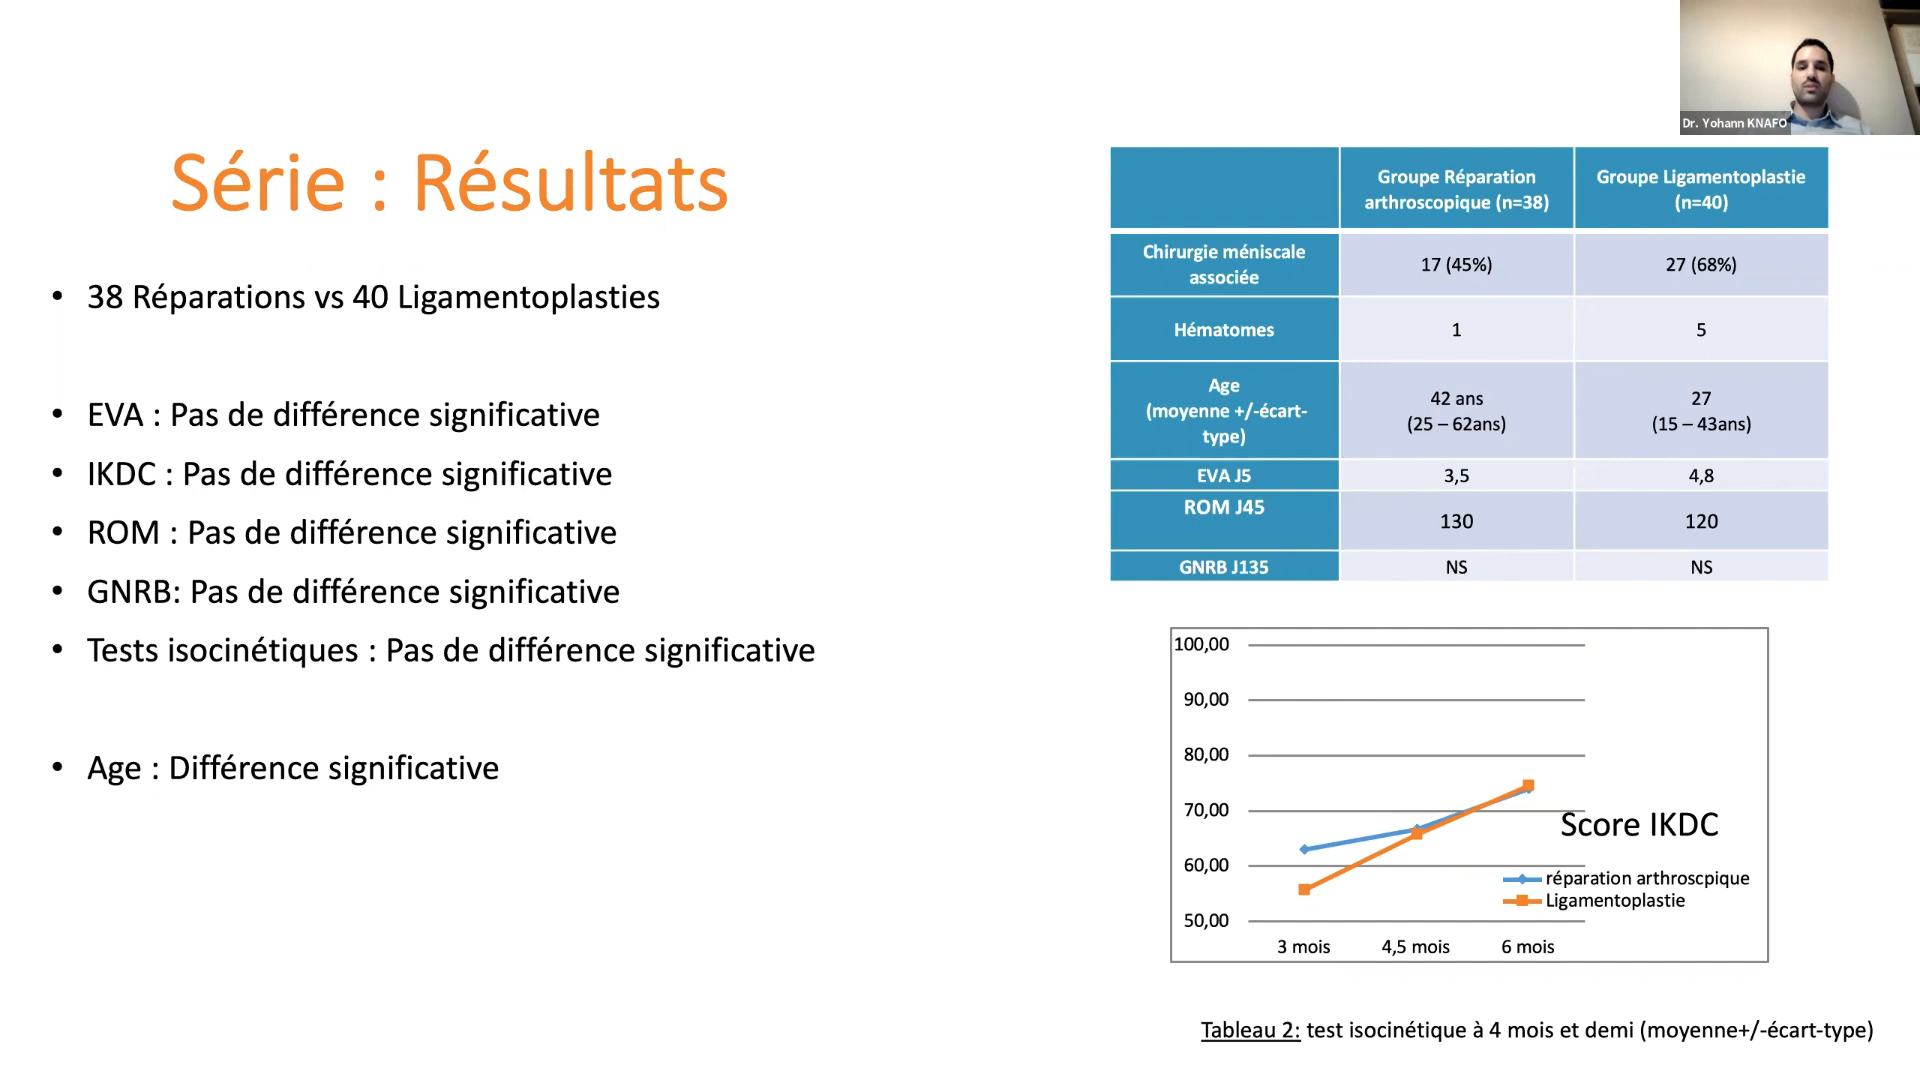 Dr. Yohann KNAFO
Série : Résultats
• 38 Réparations vs 40 Ligamentoplasties
• EVA : Pas de différence significative
• IKDC : Pas de différence significative
• ROM : Pas de différence significative
• GNRB: Pas de différence significative
• Tests isocinétiques : Pas de différence significative
• Age : Différence significative
Groupe Réparation
arthroscopique (n=38)
Groupe Ligamentoplastie
(n=40)
Chirurgie méniscale
associée
17 (45%)
27 (68%)
Hématomes
1
5
Age
(moyenne +/-écart-
type)
42 ans
(25 – 62ans)
27
(15 – 43ans)
EVA J5
3,5
4,8
ROM J45
130
120
GNRB J135
NS
NS
100,00
90,00
80,00
70,00
60,00
50,00
3 mois
4,5 mois
6 mois
Score IKDC
réparation arthroscpique
Ligamentoplastie
Tableau 2: test isocinétique à 4 mois et demi (moyenne+/-écart-type)